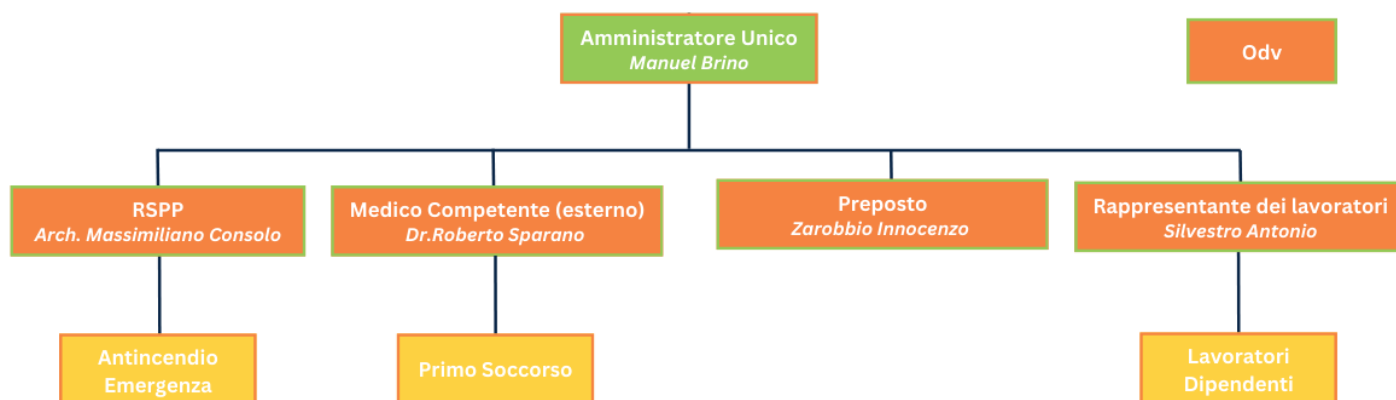 Amministratore Unico
Manuel Brino
Odv
RSPP
Arch. Massimiliano Consolo
Medico Competente (esterno)
Dr.Roberto Sparano
Preposto
Zarobbio Innocenzo
Rappresentante dei lavoratori
Silvestro Antonio
Antincendio
Emergenza
Primo Soccorso
Lavoratori
Dipendenti